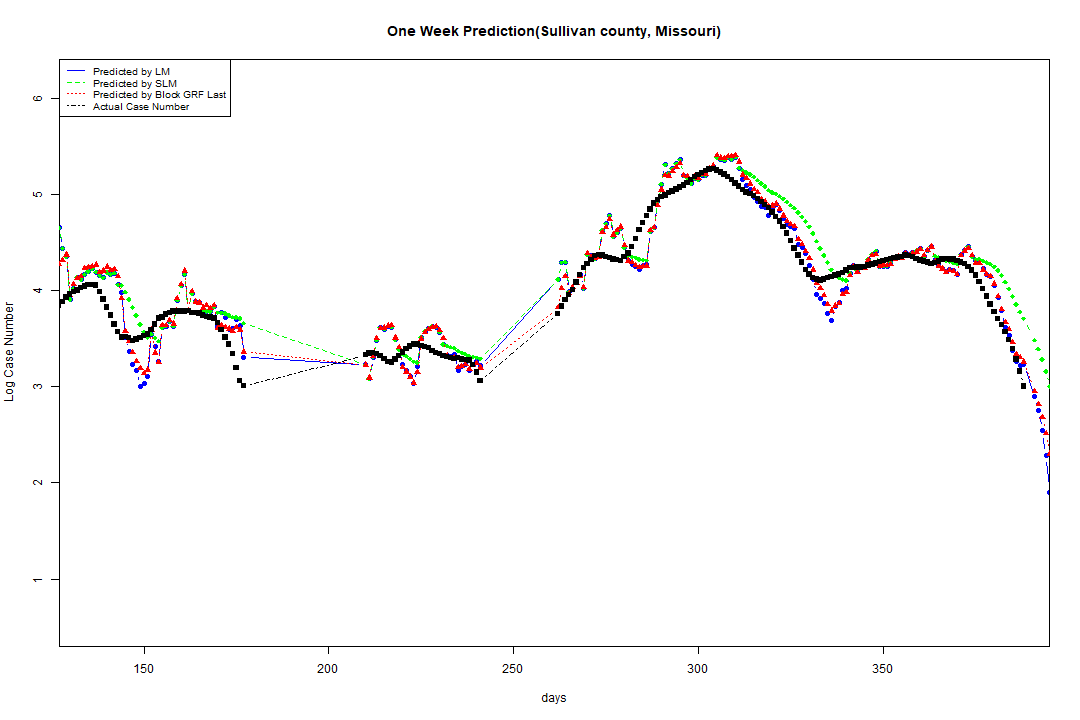 One Week Prediction(Sullivan county, Missouri)
Predicted by LM
Predicted by SLM
Predicted by Block GRF Last
Actual Case Number
Log Case Number
6
5
4
3
2
1
150 200 250 300 350
days